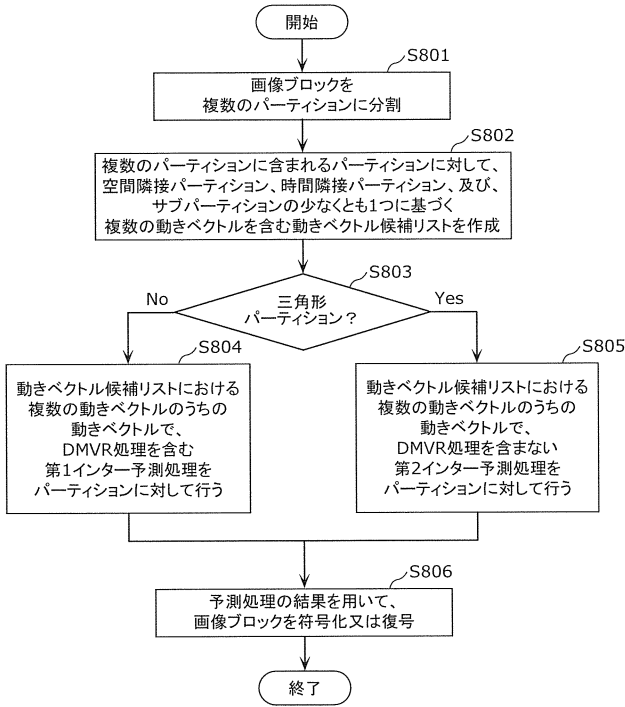 開始
S801
画像ブロックを
複数のパーティションに分割
S802
複数のパーティションに含まれるパーティションに対して、
空間隣接パーティション、時間隣接パーティション、及び、
サブパーティションの少なくとも1つに基づく
複数の動きベクトルを含む動きベクトル候補リストを作成
S803
三角形
パーティション？
No
Yes
S804
動きベクトル候補リストにおける
複数の動きベクトルのうちの
動きベクトルで、
DMVR処理を含む
第1インター予測処理を
パーティションに対して行う
S805
動きベクトル候補リストにおける
複数の動きベクトルのうちの
動きベクトルで、
DMVR処理を含まない
第2インター予測処理を
パーティションに対して行う
S806
予測処理の結果を用いて、
画像ブロックを符号化又は復号
終了